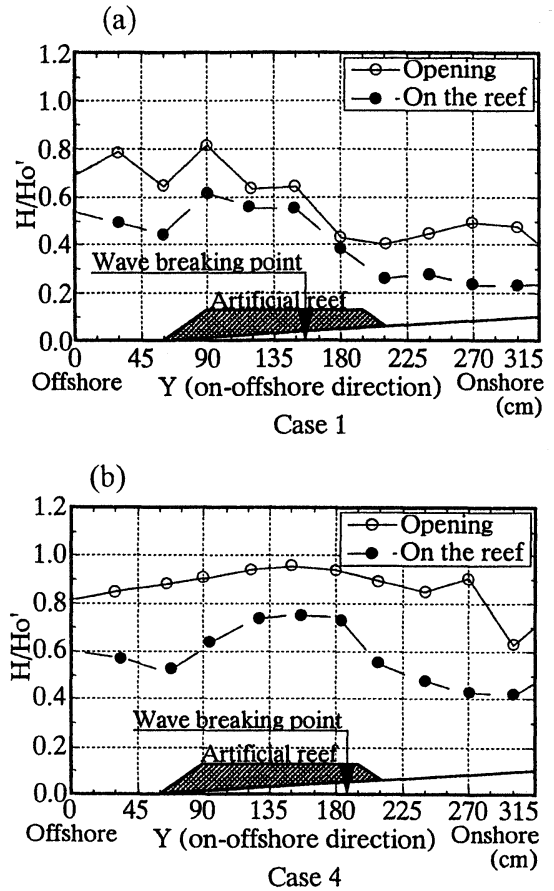 (a)
1.2
1.0
0.8
0.6
0.4
0.2
0.0
H/Ho'
Opening
On the reef
Wave breaking point
Artificial reef
0 45 90 135 180 225 270 315
Offshore Y (on-offshore direction) Onshore
(cm)
Case 1
(b)
1.2
1.0
0.8
0.6
0.4
0.2
0.0
H/Ho'
Opening
On the reef
Wave breaking point
Artificial reef
0 45 90 135 180 225 270 315
Offshore Y (on-offshore direction) Onshore
(cm)
Case 4